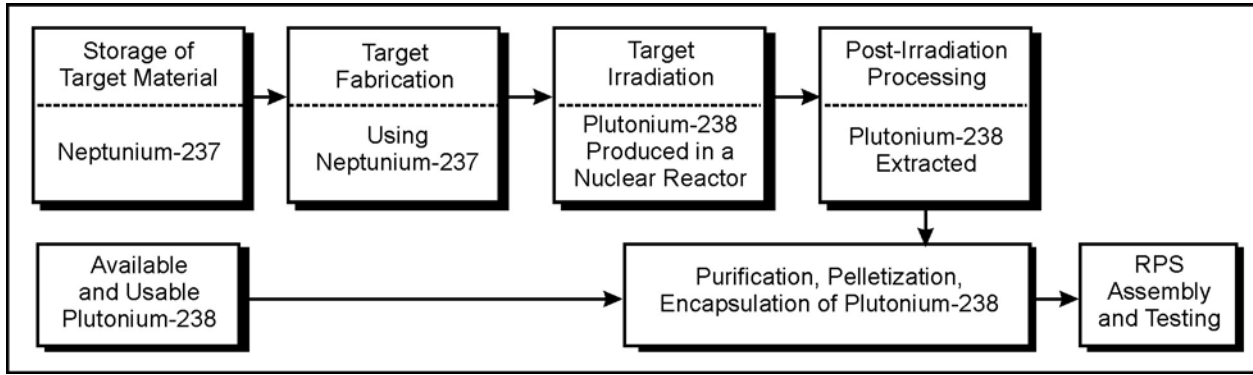 Storage of
Target Material
Neptunium-237
Target
Fabrication
Using
Neptunium-237
Target
Irradiation
Plutonium-238
Produced in a
Nuclear Reactor
Post-Irradiation
Processing
Plutonium-238
Extracted
Available
and Usable
Plutonium-238
Purification, Pelletization,
Encapsulation of Plutonium-238
RPS
Assembly
and Testing